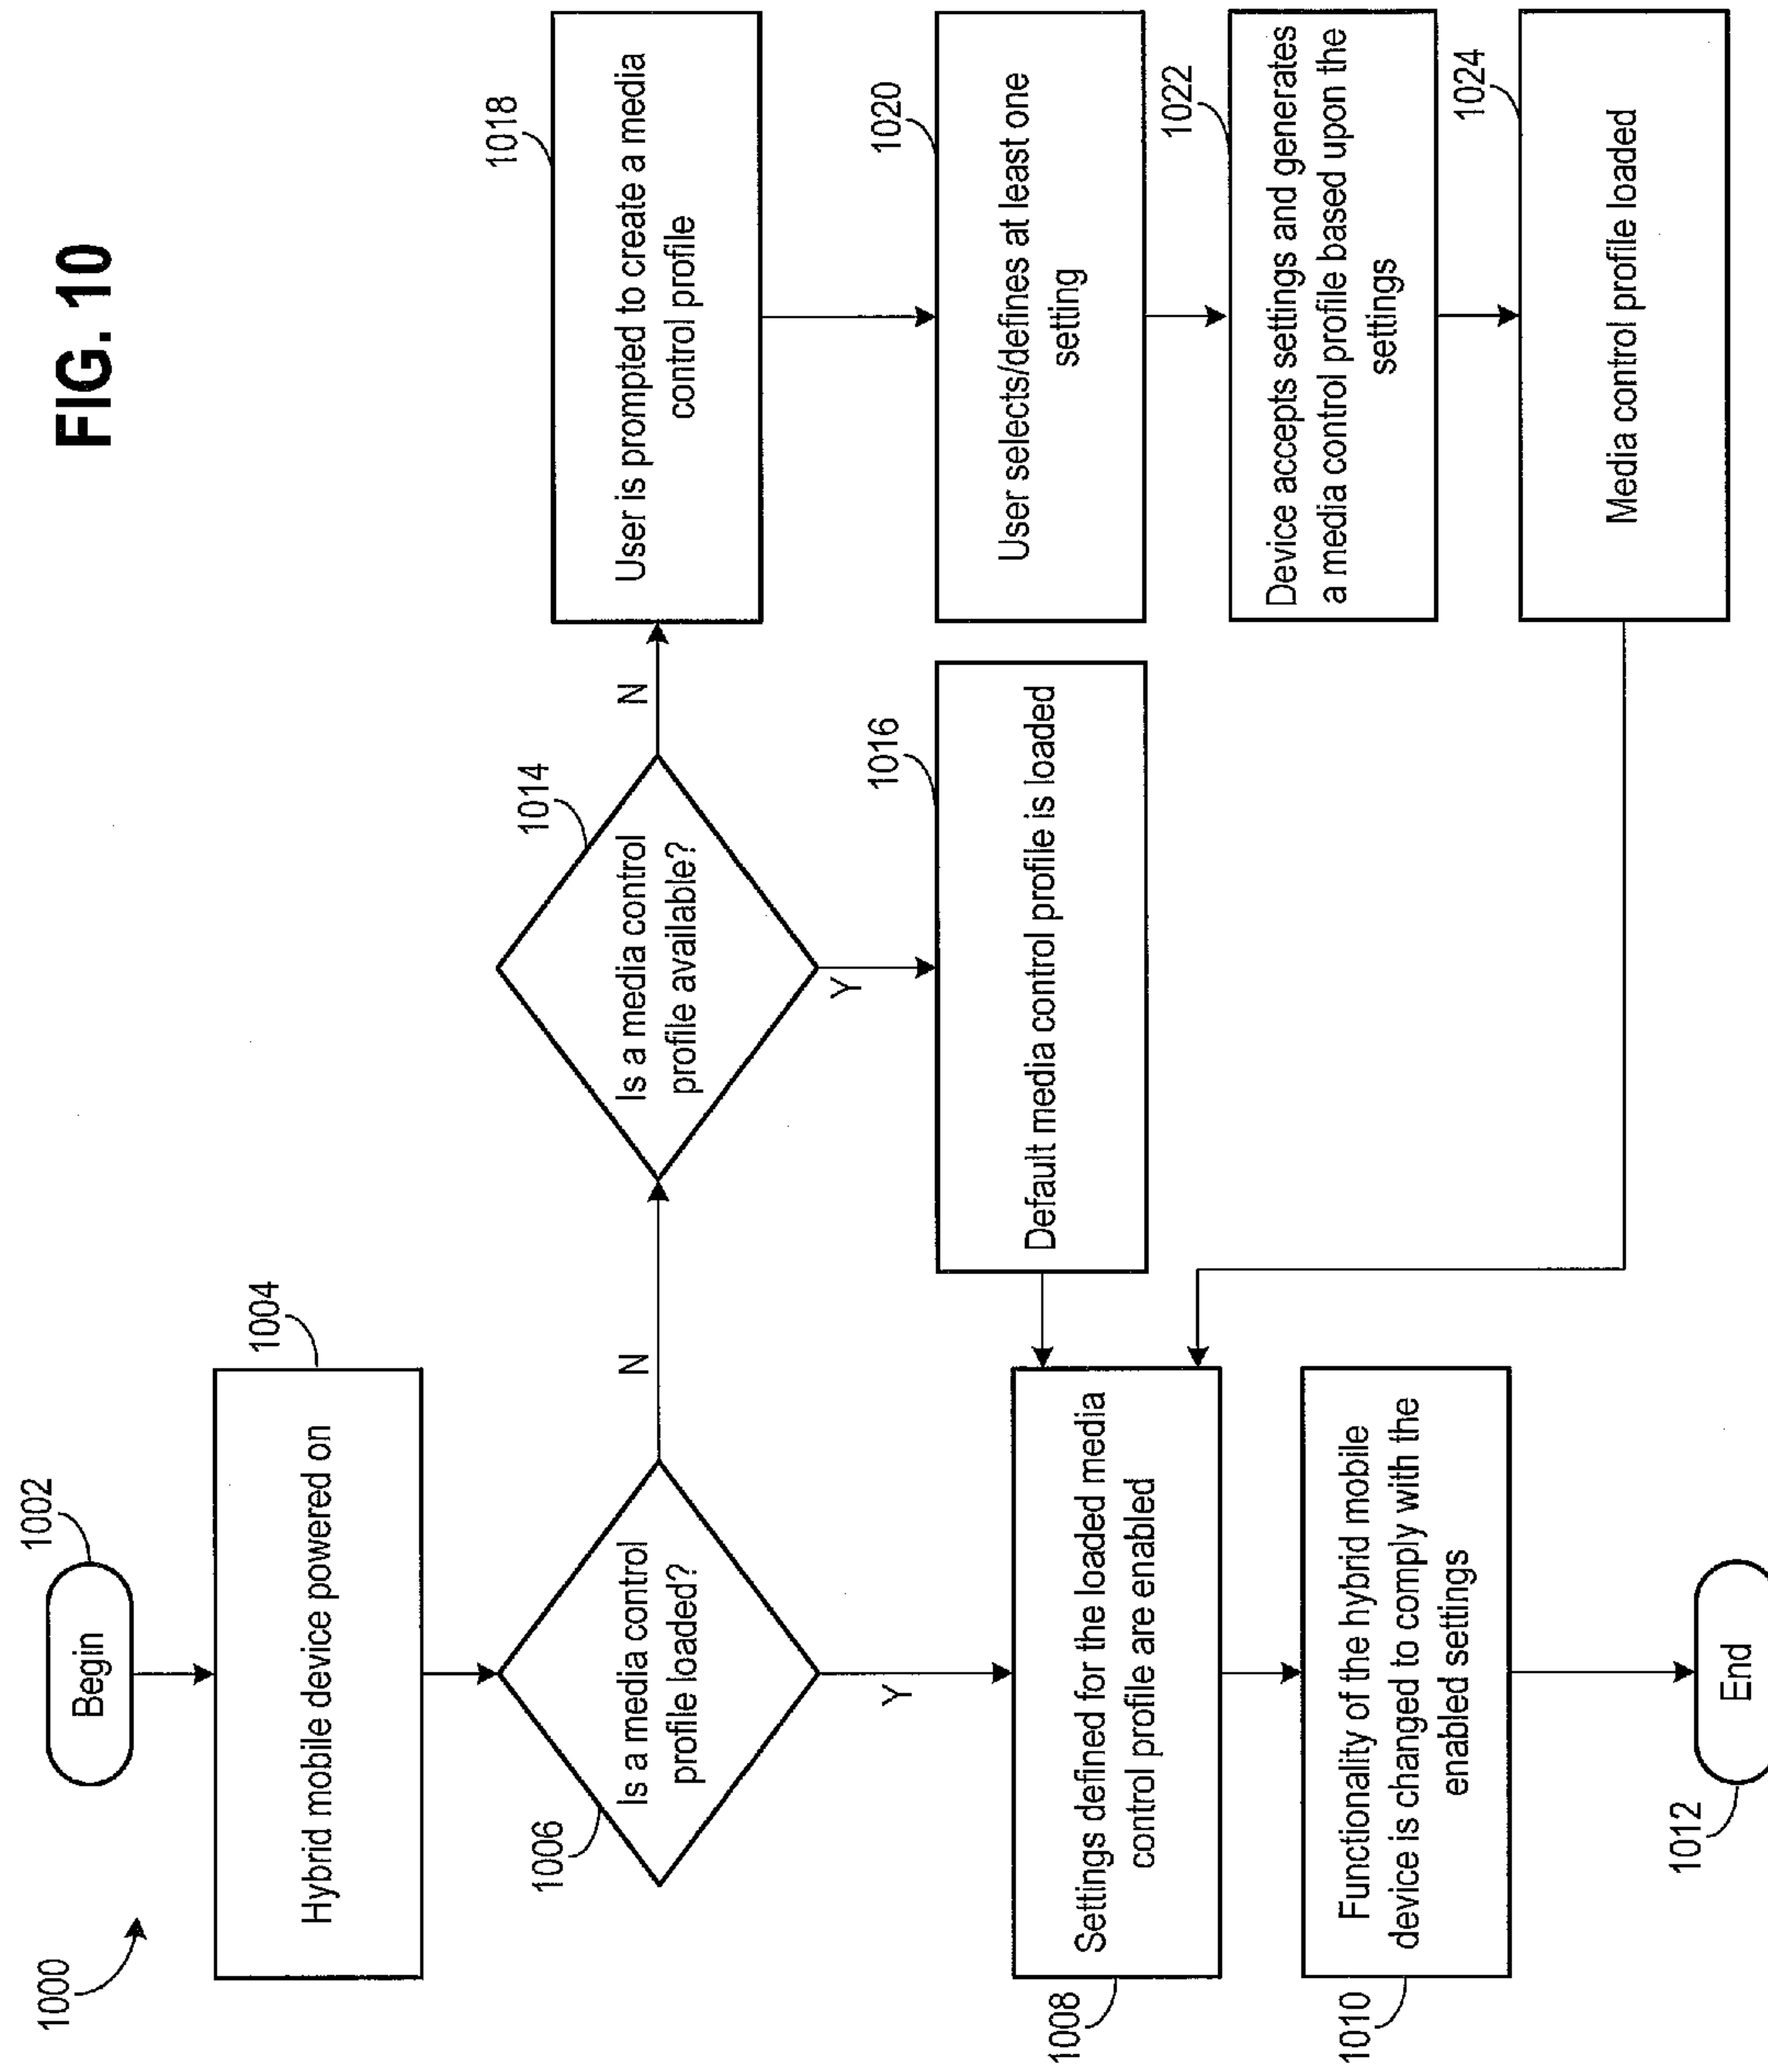 FIG. 10
1000
1002
Begin
1004
Hybrid mobile device powered on
1006
Is a media control
profile loaded?
N
Y
1014
Is a media control
profile available?
N
Y
1018
User is prompted to create a media
control profile
1016
Default media control profile is loaded
1020
User selects/defines at least one
setting
1008
Settings defined for the loaded media
control profile are enabled
1022
Device accepts settings and generates
a media control profile based upon the
settings
1010
Functionality of the hybrid mobile
device is changed to comply with the
enabled settings
1024
Media control profile loaded
1012
End